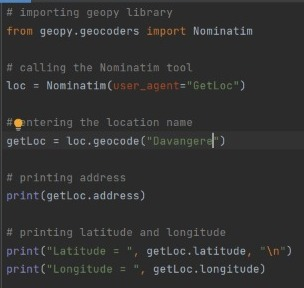 # importing geopy library
from geopy.geocoders import Nominatim
# calling the Nominatim tool
loc = Nominatim(user_agent="GetLoc")
# entering the location name
getLoc = loc.geocode("Davangere")
# printing address
print(getLoc.address)
# printing latitude and longitude
print("Latitude = ", getLoc.latitude, "\n")
print("Longitude = ", getLoc.longitude)